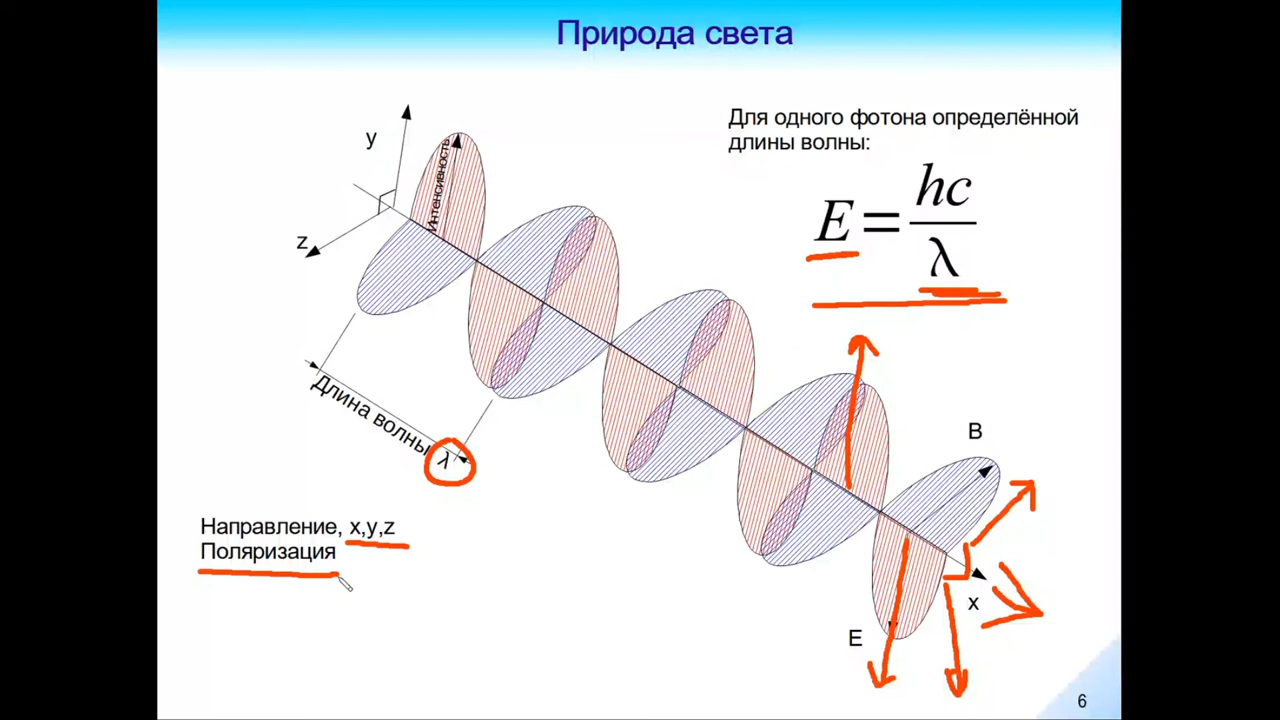 Природа света
Для одного фотона определённой
длины волны:
E = hc / λ
y
z
Интенсивность
Длина волны λ
B
Направление, x,y,z
Поляризация
x
E
6